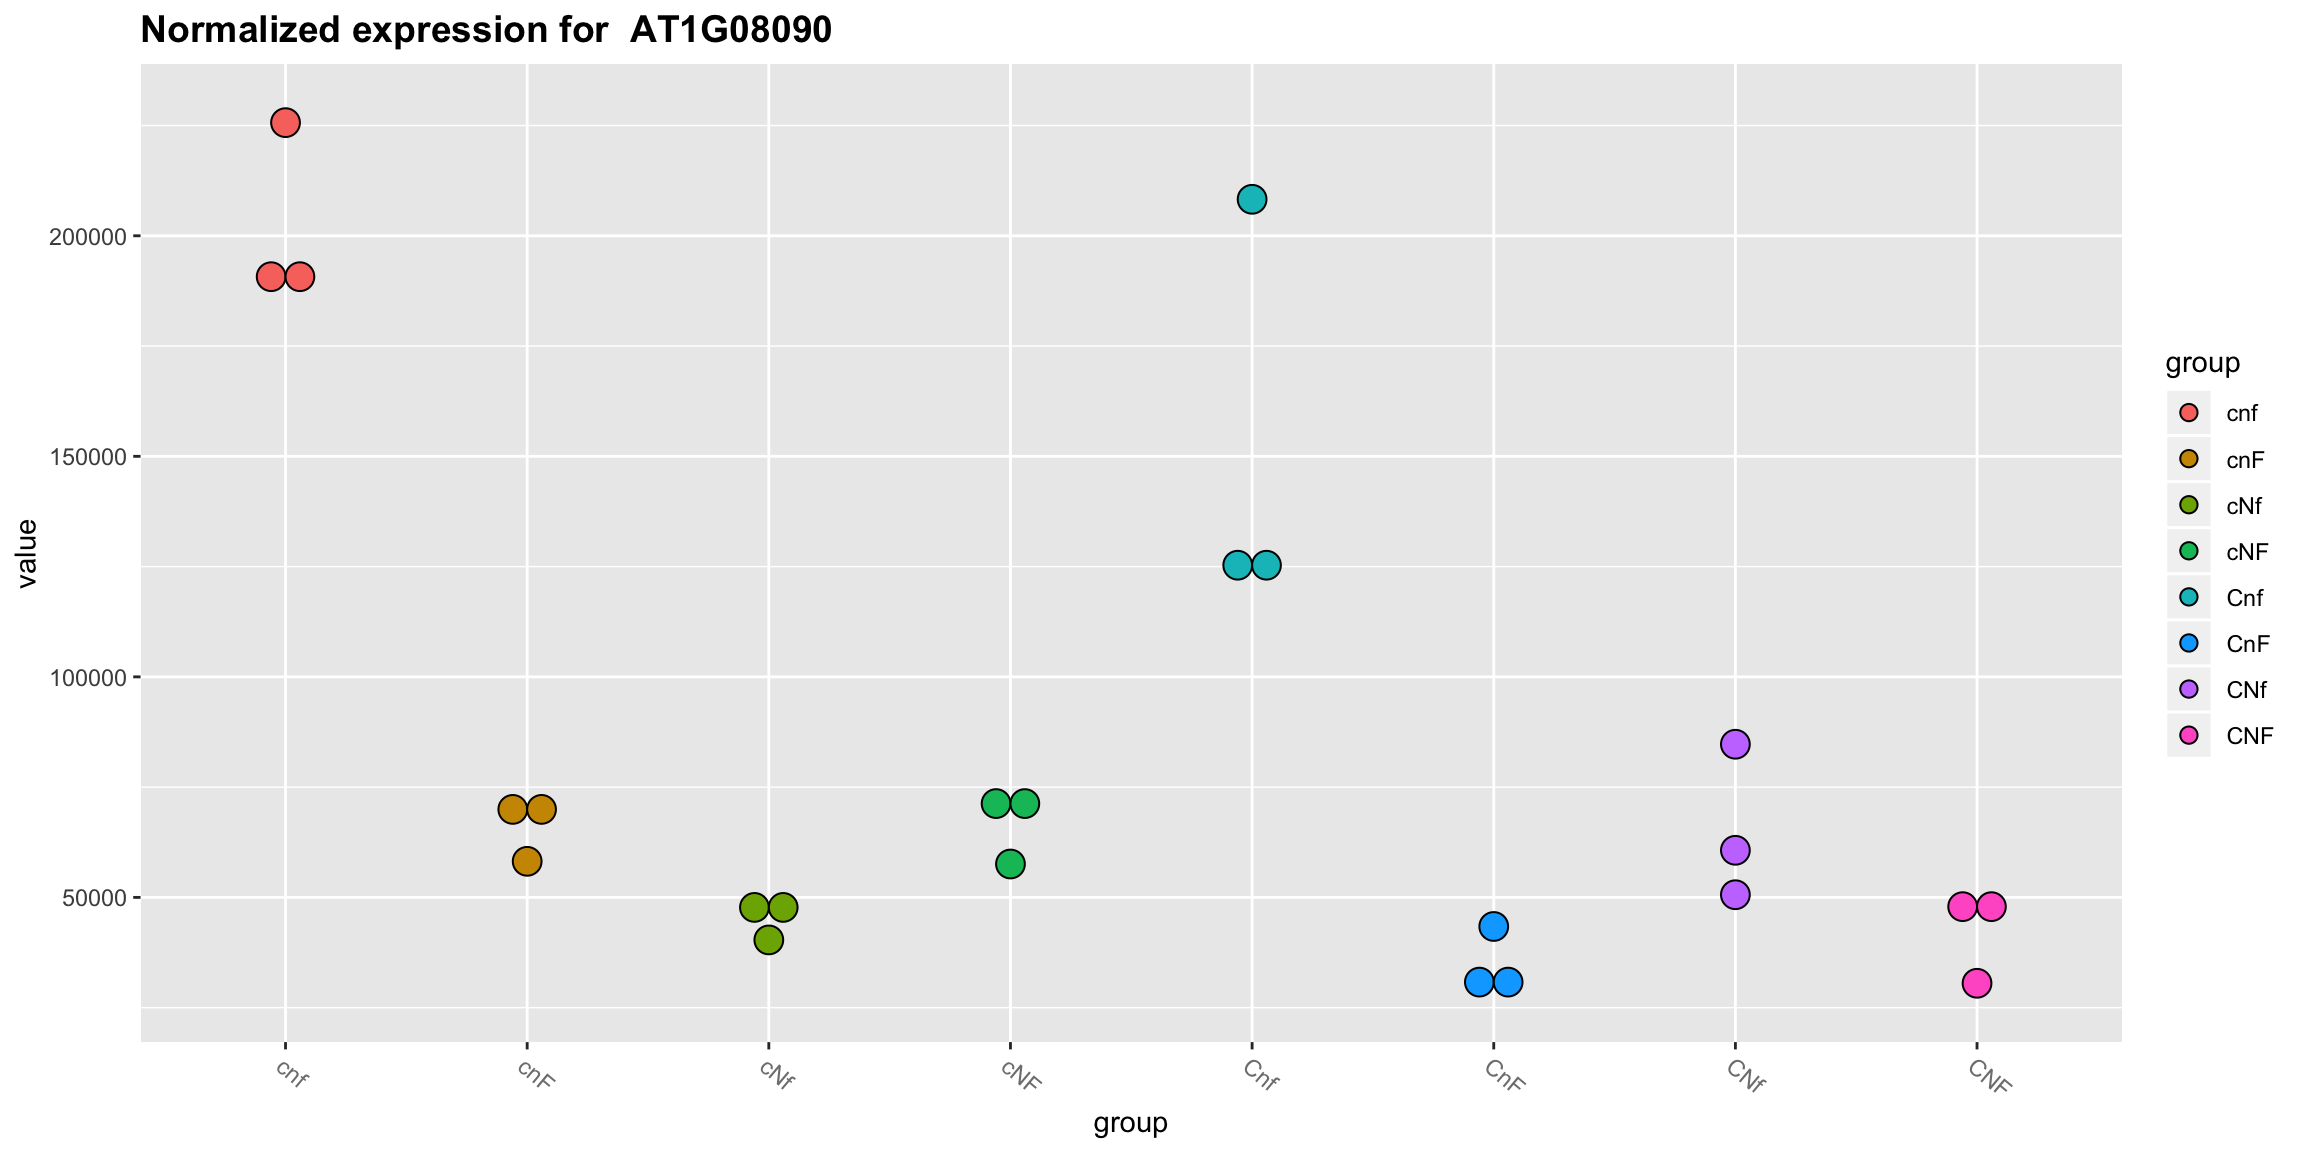 Normalized expression for  AT1G08090
value
200000
150000
100000
50000
cnf
cnF
cNf
cNF
Cnf
CnF
CNf
CNF
group
group
cnf
cnF
cNf
cNF
Cnf
CnF
CNf
CNF